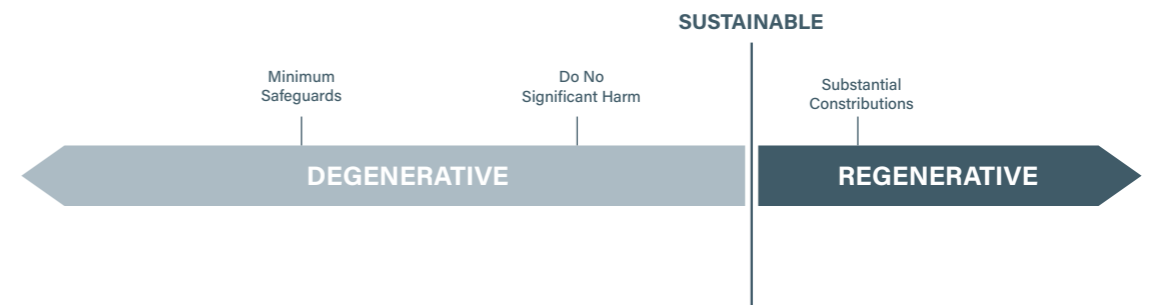 SUSTAINABLE
Minimum
Safeguards
Do No
Significant Harm
Substantial
Constributions
DEGENERATIVE
REGENERATIVE